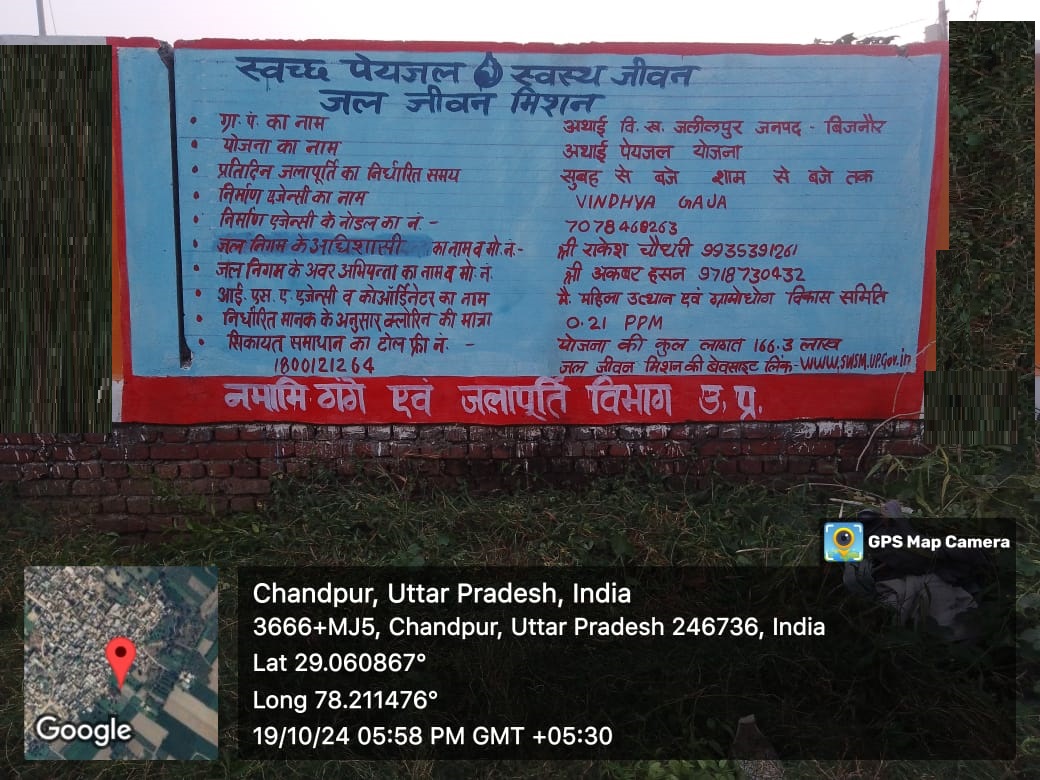 स्वच्छ पेयजल स्वस्थ जीवन
जल जीवन मिशन
• ग्रा. पं. का नाम अथाई वि. ख. जलीलपुर जनपद - बिजनौर
• योजना का नाम अथाई पेयजल योजना
• प्रतिदिन जलापूर्ति का निर्धारित समय सुबह से बजे शाम से बजे तक
• निर्माण एजेन्सी का नाम VINDHYA GAJA
• निर्माण एजेन्सी के नोडल का नं. - 7078468263
• जल निगम के अधिशासी का नाम व मो. नं. :- श्री राकेश चौधरी 9935391261
• जल निगम के अवर अभियन्ता का नाम व मो. नं. श्री अकबर हसन 9718730432
• आई. एस. ए. एजेन्सी व कोऑर्डिनेटर का नाम मै. महिला उत्थान एवं ग्रामोद्योग विकास समिति
• निर्धारित मानक के अनुसार क्लोरिन की मात्रा 0.21 PPM
• शिकायत समाधान का टोल फ्री नं. - योजना की कुल लागत 166.3 लाख
1800121264 जल जीवन मिशन की बेवसाइट लिंक- www.swsm.up.gov.in
नमामि गंगे एवं जलापूर्ति विभाग उ. प्र.
GPS Map Camera
Chandpur, Uttar Pradesh, India
3666+MJ5, Chandpur, Uttar Pradesh 246736, India
Lat 29.060867°
Long 78.211476°
19/10/24 05:58 PM GMT +05:30
Google